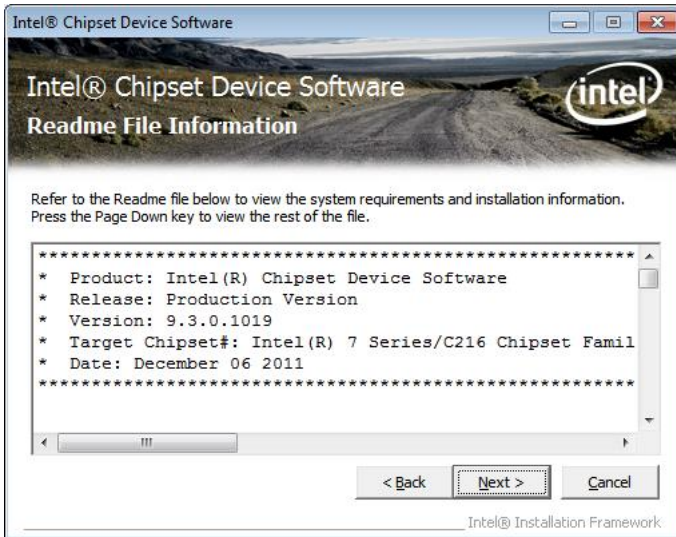 Intel® Chipset Device Software
Intel® Chipset Device Software
intel
Readme File Information
Refer to the Readme file below to view the system requirements and installation information.
Press the Page Down key to view the rest of the file.
********************************************************
* Product: Intel(R) Chipset Device Software
* Release: Production Version
* Version: 9.3.0.1019
* Target Chipset#: Intel(R) 7 Series/C216 Chipset Famil
* Date: December 06 2011
********************************************************
< Back Next > Cancel
Intel® Installation Framework